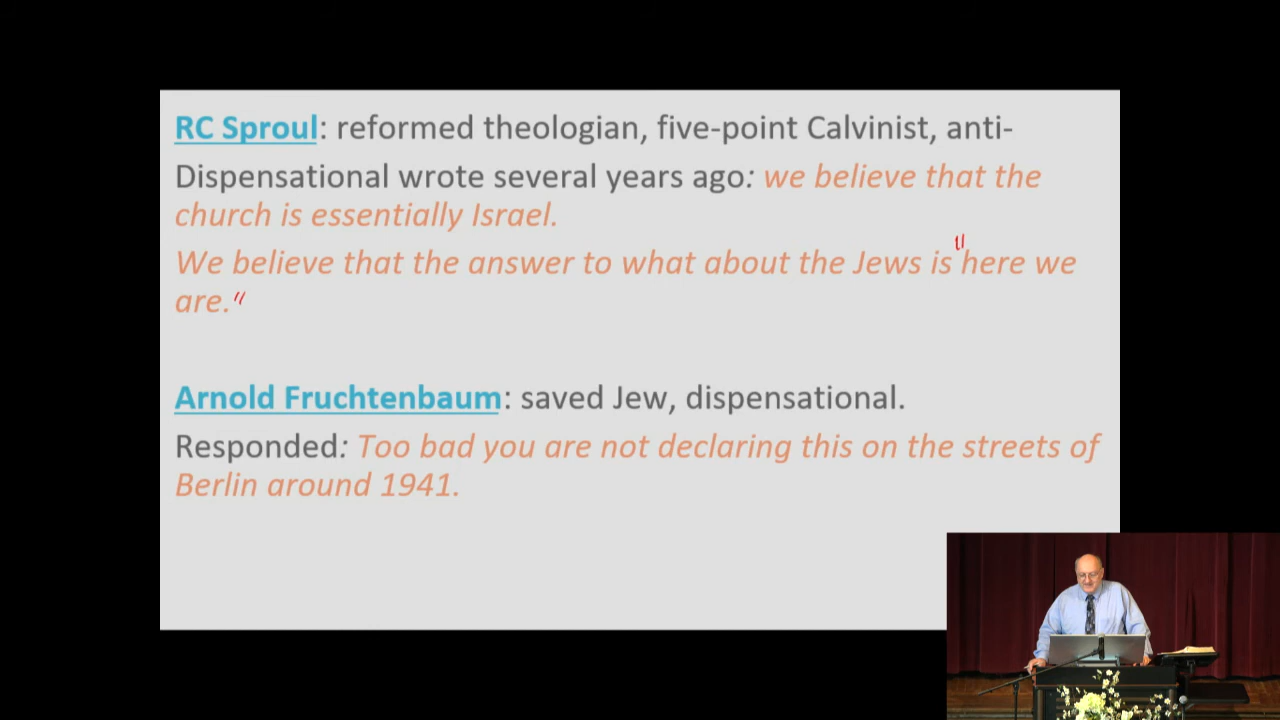 RC Sproul: reformed theologian, five-point Calvinist, anti-
Dispensational wrote several years ago: we believe that the
church is essentially Israel.
We believe that the answer to what about the Jews is "here we
are."
Arnold Fruchtenbaum: saved Jew, dispensational.
Responded: Too bad you are not declaring this on the streets of
Berlin around 1941.